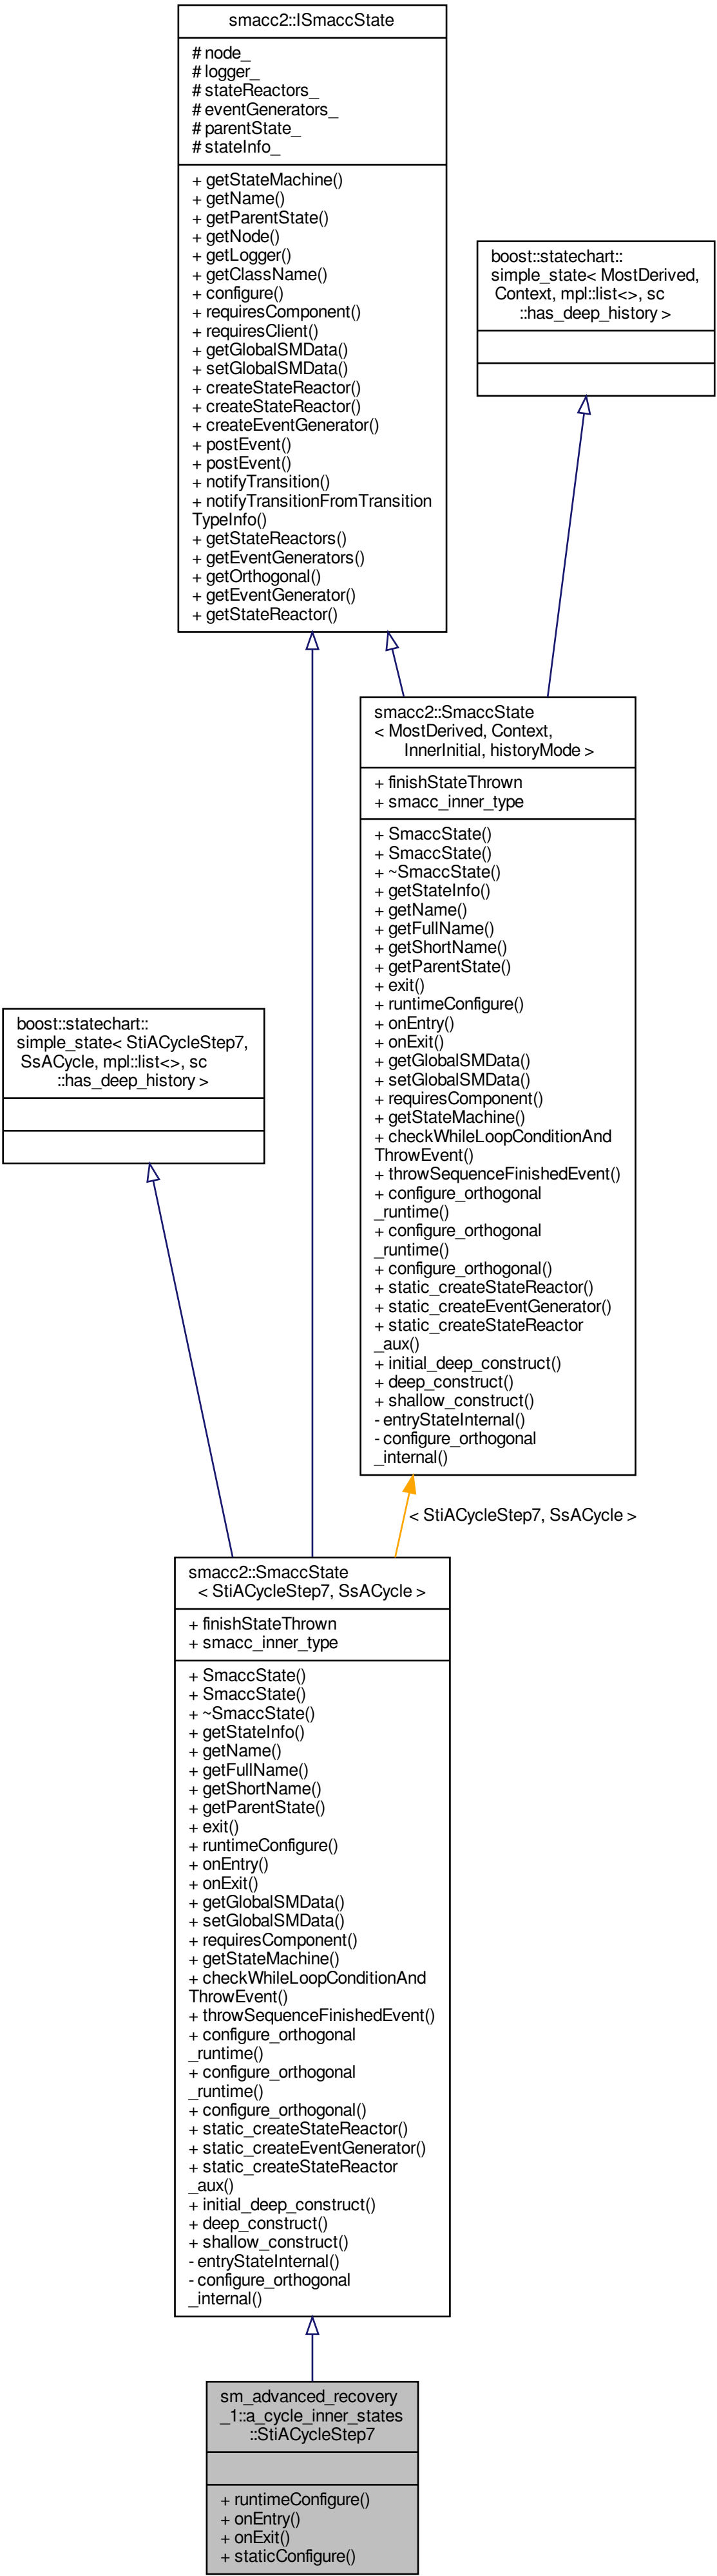 smacc2::ISmaccState
# node_
# logger_
# stateReactors_
# eventGenerators_
# parentState_
# stateInfo_
+ getStateMachine()
+ getName()
+ getParentState()
+ getNode()
+ getLogger()
+ getClassName()
+ configure()
+ requiresComponent()
+ requiresClient()
+ getGlobalSMData()
+ setGlobalSMData()
+ createStateReactor()
+ createStateReactor()
+ createEventGenerator()
+ postEvent()
+ postEvent()
+ notifyTransition()
+ notifyTransitionFromTransition
TypeInfo()
+ getStateReactors()
+ getEventGenerators()
+ getOrthogonal()
+ getEventGenerator()
+ getStateReactor()
boost::statechart::
simple_state< MostDerived,
Context, mpl::list<>, sc
::has_deep_history >
smacc2::SmaccState
< MostDerived, Context,
InnerInitial, historyMode >
+ finishStateThrown
+ smacc_inner_type
+ SmaccState()
+ SmaccState()
+ ~SmaccState()
+ getStateInfo()
+ getName()
+ getFullName()
+ getShortName()
+ getParentState()
+ exit()
+ runtimeConfigure()
+ onEntry()
+ onExit()
+ getGlobalSMData()
+ setGlobalSMData()
+ requiresComponent()
+ getStateMachine()
+ checkWhileLoopConditionAnd
ThrowEvent()
+ throwSequenceFinishedEvent()
+ configure_orthogonal
_runtime()
+ configure_orthogonal
_runtime()
+ configure_orthogonal()
+ static_createStateReactor()
+ static_createEventGenerator()
+ static_createStateReactor
_aux()
+ initial_deep_construct()
+ deep_construct()
+ shallow_construct()
- entryStateInternal()
- configure_orthogonal
_internal()
boost::statechart::
simple_state< StiACycleStep7,
SsACycle, mpl::list<>, sc
::has_deep_history >
< StiACycleStep7, SsACycle >
smacc2::SmaccState
< StiACycleStep7, SsACycle >
+ finishStateThrown
+ smacc_inner_type
+ SmaccState()
+ SmaccState()
+ ~SmaccState()
+ getStateInfo()
+ getName()
+ getFullName()
+ getShortName()
+ getParentState()
+ exit()
+ runtimeConfigure()
+ onEntry()
+ onExit()
+ getGlobalSMData()
+ setGlobalSMData()
+ requiresComponent()
+ getStateMachine()
+ checkWhileLoopConditionAnd
ThrowEvent()
+ throwSequenceFinishedEvent()
+ configure_orthogonal
_runtime()
+ configure_orthogonal
_runtime()
+ configure_orthogonal()
+ static_createStateReactor()
+ static_createEventGenerator()
+ static_createStateReactor
_aux()
+ initial_deep_construct()
+ deep_construct()
+ shallow_construct()
- entryStateInternal()
- configure_orthogonal
_internal()
sm_advanced_recovery
_1::a_cycle_inner_states
::StiACycleStep7
+ runtimeConfigure()
+ onEntry()
+ onExit()
+ staticConfigure()